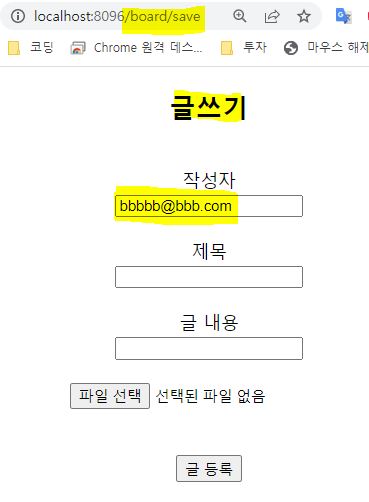 localhost:8096/board/save
코딩 Chrome 원격 데스... 투자 마우스 해제
글쓰기
작성자
bbbbb@bbb.com
제목
글 내용
파일 선택 선택된 파일 없음
글 등록